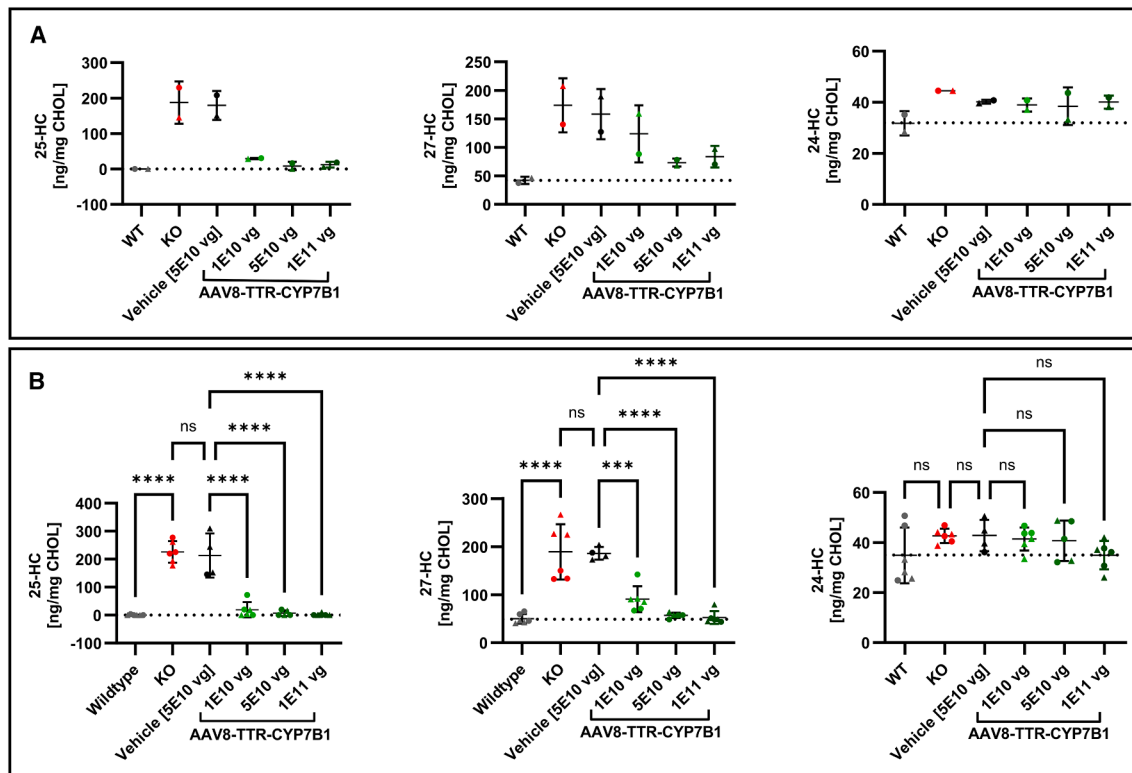 A
25-HC
[ng/mg CHOL]
300
200
100
0
-100
WT
KO
Vehicle [5E10 vg]
1E10 vg
5E10 vg
1E11 vg
AAV8-TTR-CYP7B1
27-HC
[ng/mg CHOL]
250
200
150
100
50
0
WT
KO
Vehicle [5E10 vg]
1E10 vg
5E10 vg
1E11 vg
AAV8-TTR-CYP7B1
24-HC
[ng/mg CHOL]
60
40
20
0
WT
KO
Vehicle [5E10 vg]
1E10 vg
5E10 vg
1E11 vg
AAV8-TTR-CYP7B1
B
****
ns
****
****
****
25-HC
[ng/mg CHOL]
400
300
200
100
0
-100
Wildtype
KO
Vehicle [5E10 vg]
1E10 vg
5E10 vg
1E11 vg
AAV8-TTR-CYP7B1
****
ns
****
****
***
27-HC
[ng/mg CHOL]
300
200
100
0
Wildtype
KO
Vehicle [5E10 vg]
1E10 vg
5E10 vg
1E11 vg
AAV8-TTR-CYP7B1
ns
ns
ns
ns
ns
24-HC
[ng/mg CHOL]
60
40
20
0
WT
KO
Vehicle [5E10 vg]
1E10 vg
5E10 vg
1E11 vg
AAV8-TTR-CYP7B1